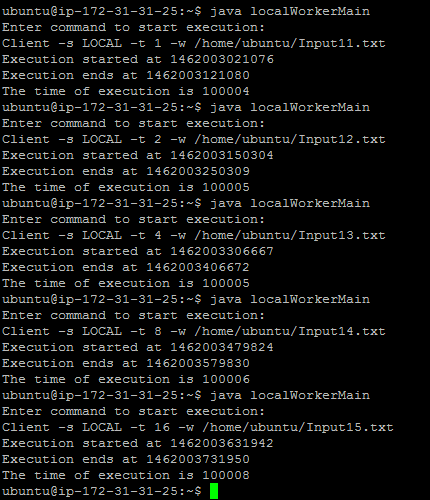 ubuntu@ip-172-31-31-25:~$ java localWorkerMain
Enter command to start execution:
Client -s LOCAL -t 1 -w /home/ubuntu/Input11.txt
Execution started at 1462003021076
Execution ends at 1462003121080
The time of execution is 100004
ubuntu@ip-172-31-31-25:~$ java localWorkerMain
Enter command to start execution:
Client -s LOCAL -t 2 -w /home/ubuntu/Input12.txt
Execution started at 1462003150304
Execution ends at 1462003250309
The time of execution is 100005
ubuntu@ip-172-31-31-25:~$ java localWorkerMain
Enter command to start execution:
Client -s LOCAL -t 4 -w /home/ubuntu/Input13.txt
Execution started at 1462003306667
Execution ends at 1462003406672
The time of execution is 100005
ubuntu@ip-172-31-31-25:~$ java localWorkerMain
Enter command to start execution:
Client -s LOCAL -t 8 -w /home/ubuntu/Input14.txt
Execution started at 1462003479824
Execution ends at 1462003579830
The time of execution is 100006
ubuntu@ip-172-31-31-25:~$ java localWorkerMain
Enter command to start execution:
Client -s LOCAL -t 16 -w /home/ubuntu/Input15.txt
Execution started at 1462003631942
Execution ends at 1462003731950
The time of execution is 100008
ubuntu@ip-172-31-31-25:~$